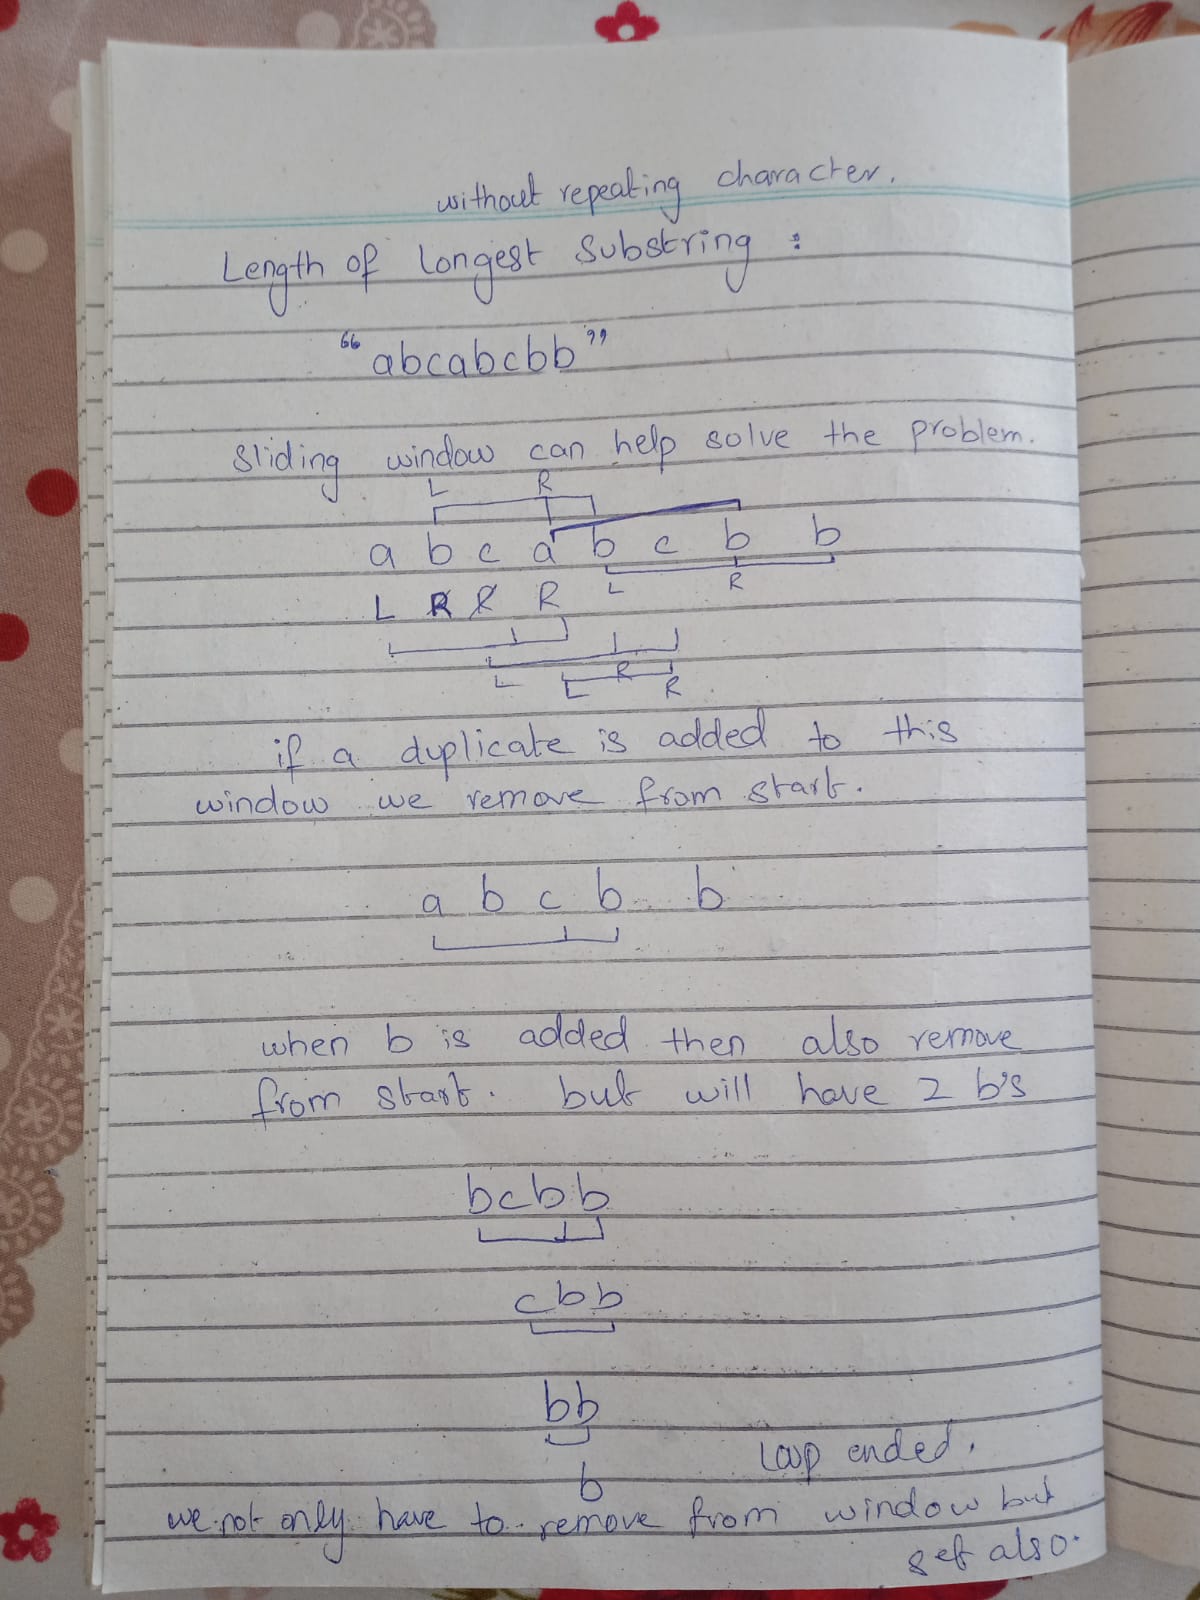 without repeating character.
Length of Longest Substring :
"abcabcbb"
sliding window can help solve the problem.
L R
a b c a b c b b
L R R R L R
R
L L R
if a duplicate is added to this
window we remove from start.
a b c b b
when b is added then also remove
from start. but will have 2 b's
bcbb
cbb
bb
Loop ended.
b
we not only have to remove from window but
set also.